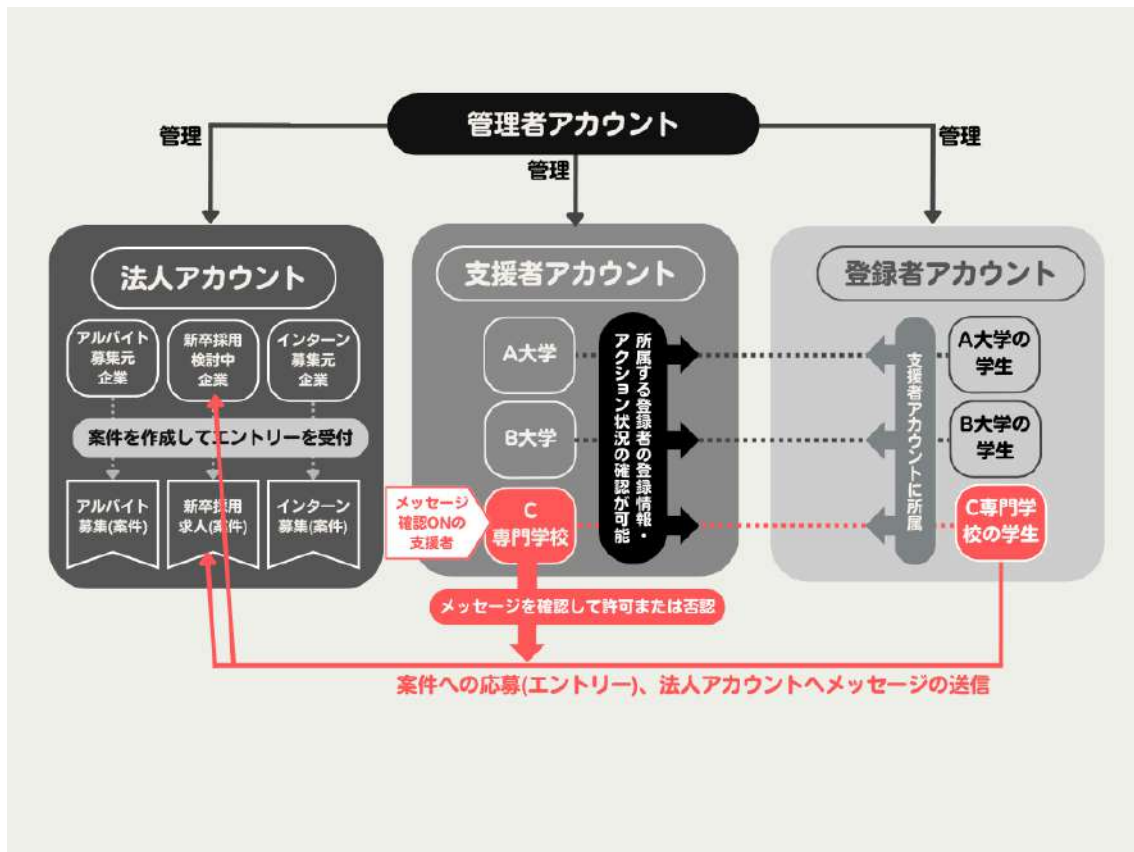 管理者アカウント
管理
管理
管理
法人アカウント
アルバイト
募集元
企業
新卒採用
検討中
企業
インターン
募集元
企業
案件を作成してエントリーを受付
アルバイト
募集(案件)
新卒採用
求人(案件)
インターン
募集(案件)
支援者アカウント
A大学
B大学
C
専門学校
メッセージ
確認ONの
支援者
所属する登録者の登録情報・
アクション状況の確認が可能
登録者アカウント
支援者アカウントに所属
A大学の
学生
B大学の
学生
C専門学
校の学生
メッセージを確認して許可または否認
案件への応募(エントリー)、法人アカウントへメッセージの送信